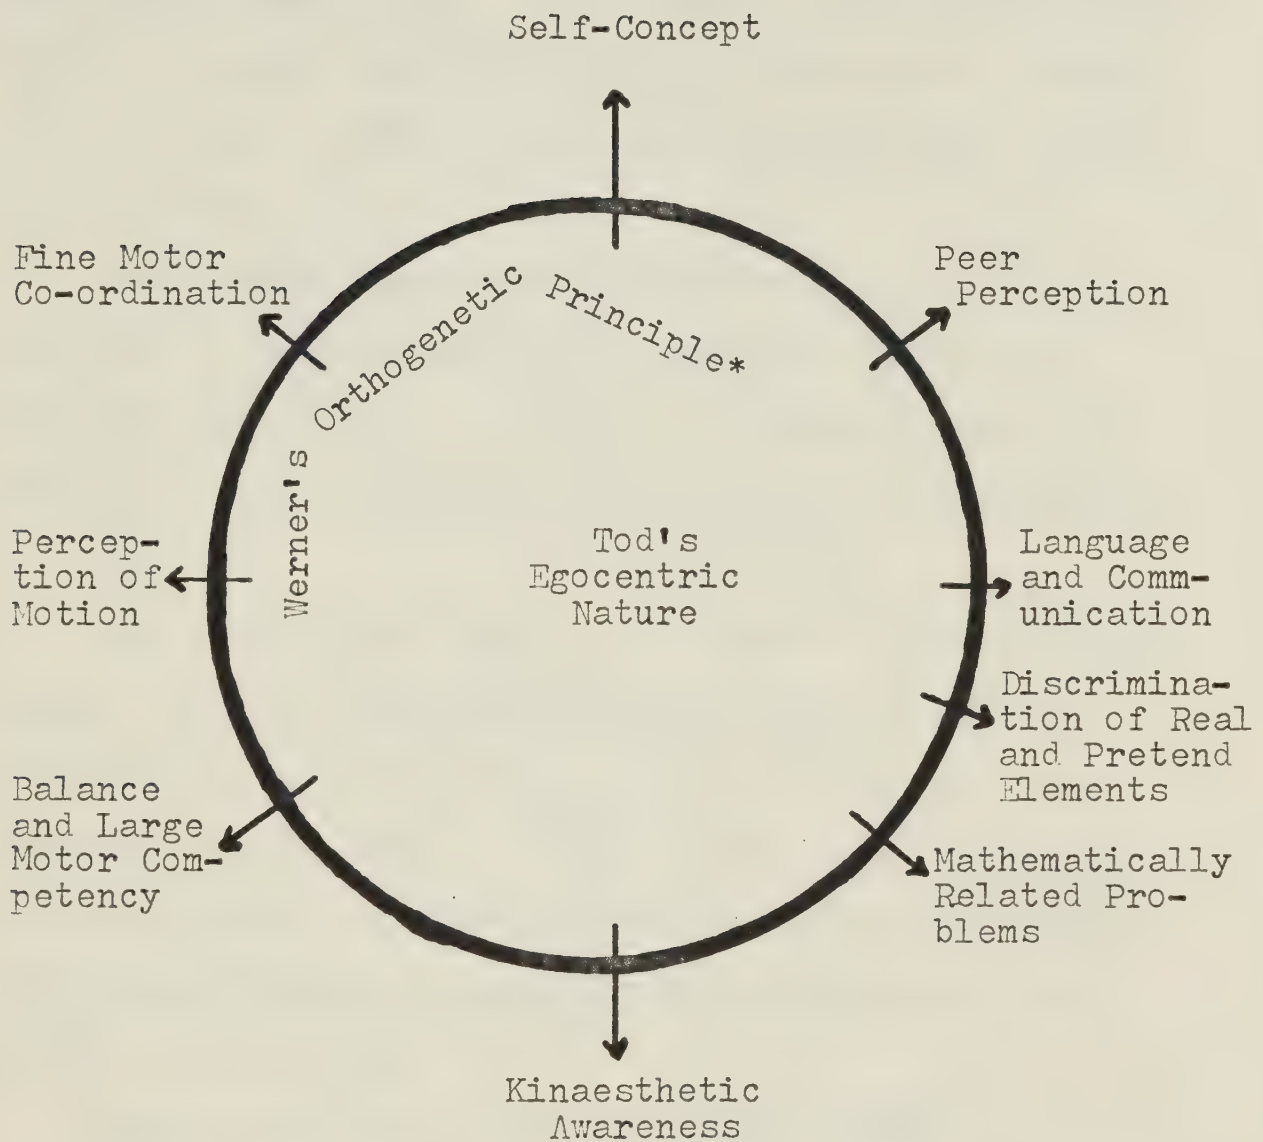 Self-Concept
Fine Motor
Co-ordination
Peer
Perception
Werner's Orthogenetic Principle*
Percep-
tion of
Motion
Tod's
Egocentric
Nature
Language
and Comm-
unication
Discrimina-
tion of Real
and Pretend
Elements
Balance
and Large
Motor Com-
petency
Mathematically
Related Pro-
blems
Kinaesthetic
Awareness